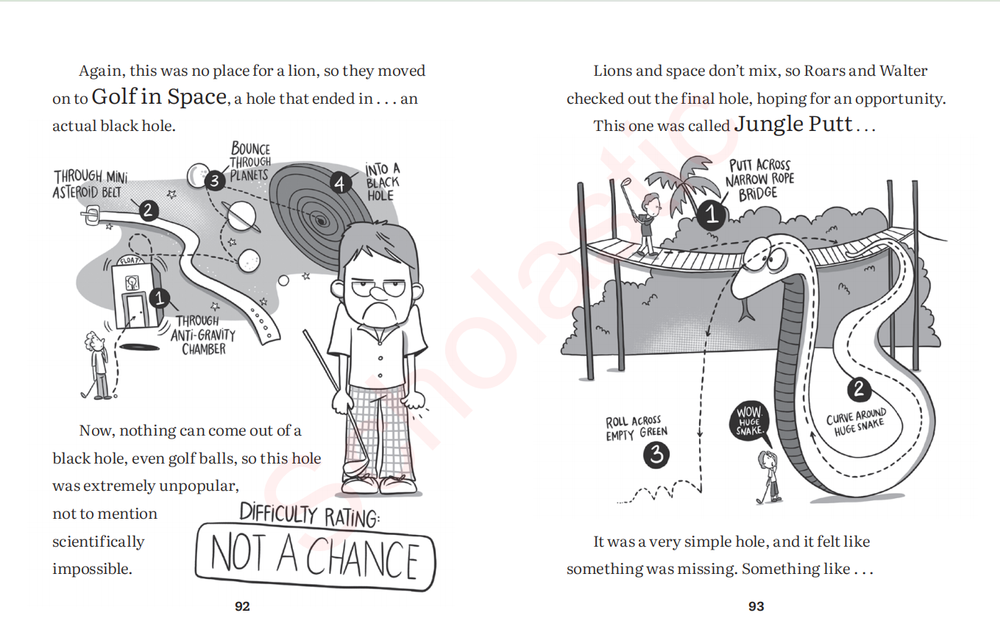 Again, this was no place for a lion, so they moved
on to Golf in Space, a hole that ended in . . . an
actual black hole.
THROUGH MINI
ASTEROID BELT
2
BOUNCE
THROUGH
PLANETS
3
4
INTO A
BLACK
HOLE
FLOAT
1
THROUGH
ANTI-GRAVITY
CHAMBER
Now, nothing can come out of a
black hole, even golf balls, so this hole
was extremely unpopular,
not to mention
scientifically
impossible.
DIFFICULTY RATING:
NOT A CHANCE
92
Lions and space don’t mix, so Roars and Walter
checked out the final hole, hoping for an opportunity.
This one was called Jungle Putt . . .
PUTT ACROSS
NARROW ROPE
BRIDGE
1
2
CURVE AROUND
HUGE SNAKE
WOW.
HUGE
SNAKE.
ROLL ACROSS
EMPTY GREEN
3
It was a very simple hole, and it felt like
something was missing. Something like . . .
93
Scholastic